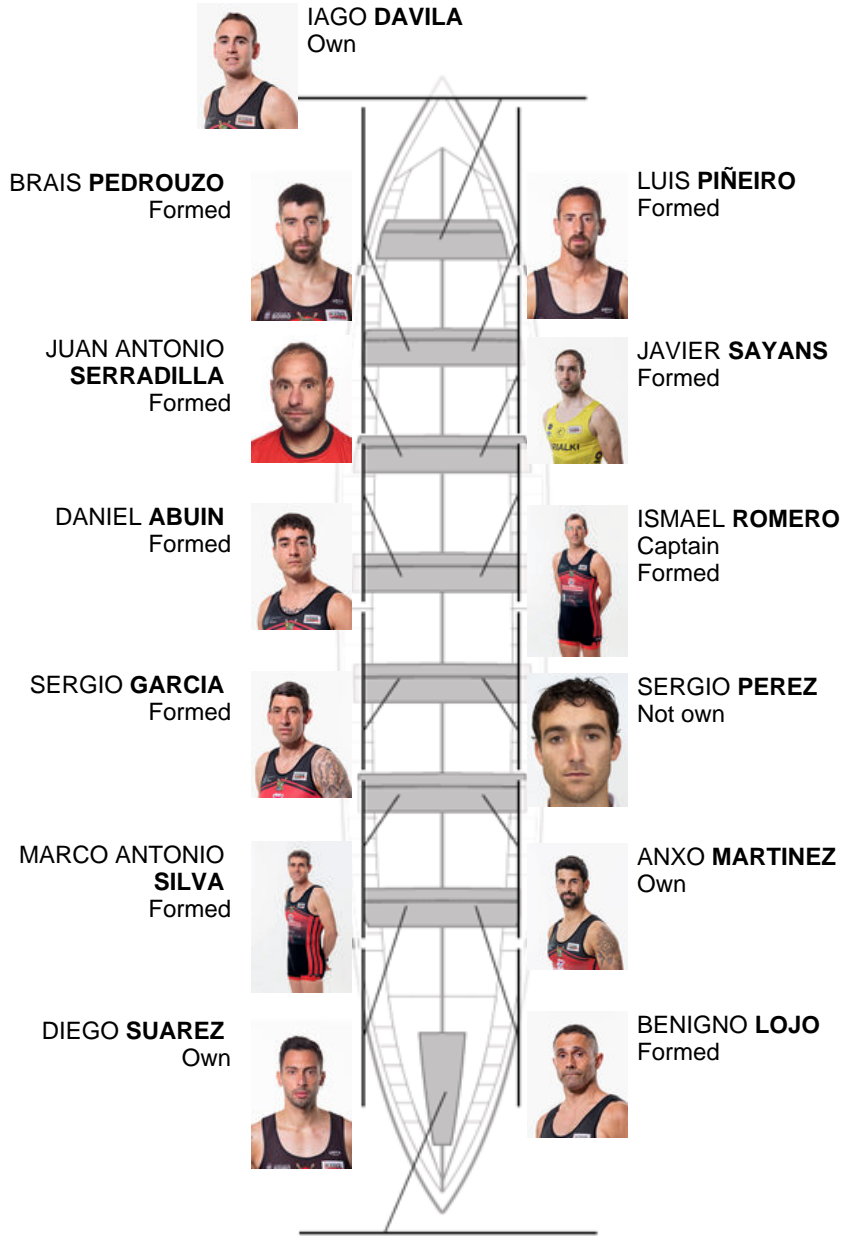 IAGO DAVILA
Own
BRAIS PEDROUZO
Formed
LUIS PIÑEIRO
Formed
JUAN ANTONIO
SERRADILLA
Formed
JAVIER SAYANS
Formed
DANIEL ABUIN
Formed
ISMAEL ROMERO
Captain
Formed
SERGIO GARCIA
Formed
SERGIO PEREZ
Not own
MARCO ANTONIO
SILVA
Formed
ANXO MARTINEZ
Own
DIEGO SUAREZ
Own
BENIGNO LOJO
Formed